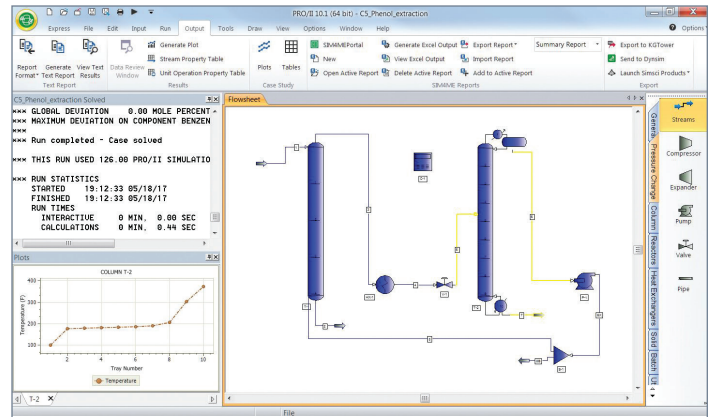 PRO/II 10.1 (64 bit) - C5_Phenol_extraction
File Express File Edit Input Run Output Tools Draw View Options Window Help
Options
Report Format Generate Text Report View Text Results
Data Review Window
Generate Plot
Stream Property Table
Unit Operation Property Table
Plots Tables
SIM4MEPortal
New
Open Active Report
Generate Excel Output
View Excel Output
Delete Active Report
Export Report
Import Report
Add to Active Report
Summary Report
Export to KGTower
Send to Dynsim
Launch Simsci Products
Text Report Results Case Study SIM4ME Reports Export
C5_Phenol_extraction Solved
*** GLOBAL DEVIATION 0.00 MOLE PERCENT
*** MAXIMUM DEVIATION ON COMPONENT BENZEN
***
*** Run completed - Case solved
*** THIS RUN USED 126.00 PRO/II SIMULATIO
*** RUN STATISTICS
STARTED 19:12:33 05/18/17
FINISHED 19:12:33 05/18/17
RUN TIMES
INTERACTIVE 0 MIN, 0.00 SEC
CALCULATIONS 0 MIN, 0.44 SEC
Plots
COLUMN T-2
Temperature (F)
400
300
200
100
2 4 6 8 10
Tray Number
Temperature
T-2
Flowsheet
General
Pressure Change
Column
Reactors
Heat Exchangers
Solid
Batch
Streams
Compressor
Expander
Pump
Valve
Pipe
File